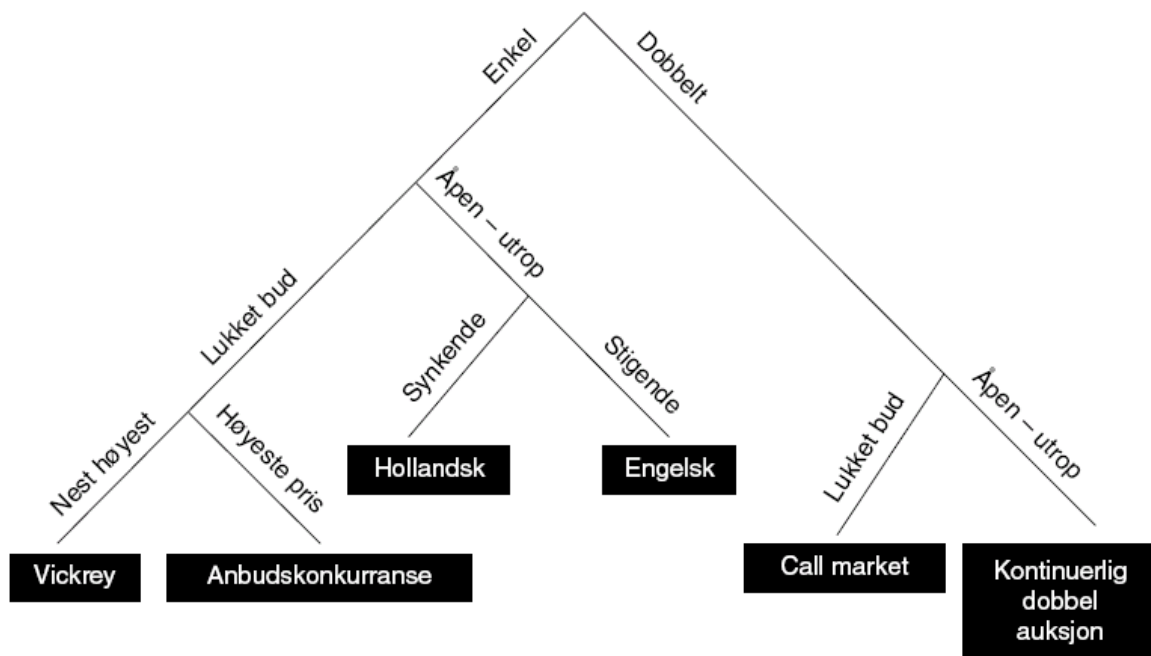 Enkel
Dobbelt
Åpen – utrop
Lukket bud
Synkende
Stigende
Åpen – utrop
Lukket bud
Nest høyest
Høyeste pris
Hollandsk
Engelsk
Vickrey
Anbudskonkurranse
Call market
Kontinuerlig
dobbel
auksjon